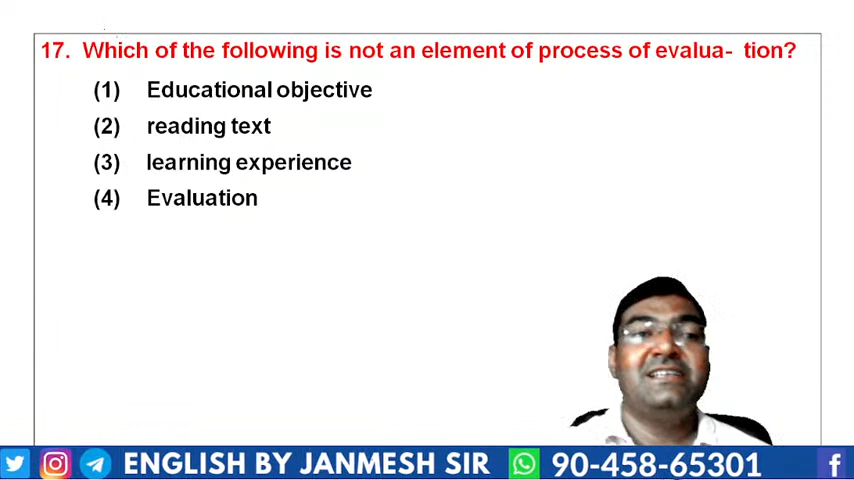 17. Which of the following is not an element of process of evalua- tion?
(1) Educational objective
(2) reading text
(3) learning experience
(4) Evaluation
ENGLISH BY JANMESH SIR 90-458-65301